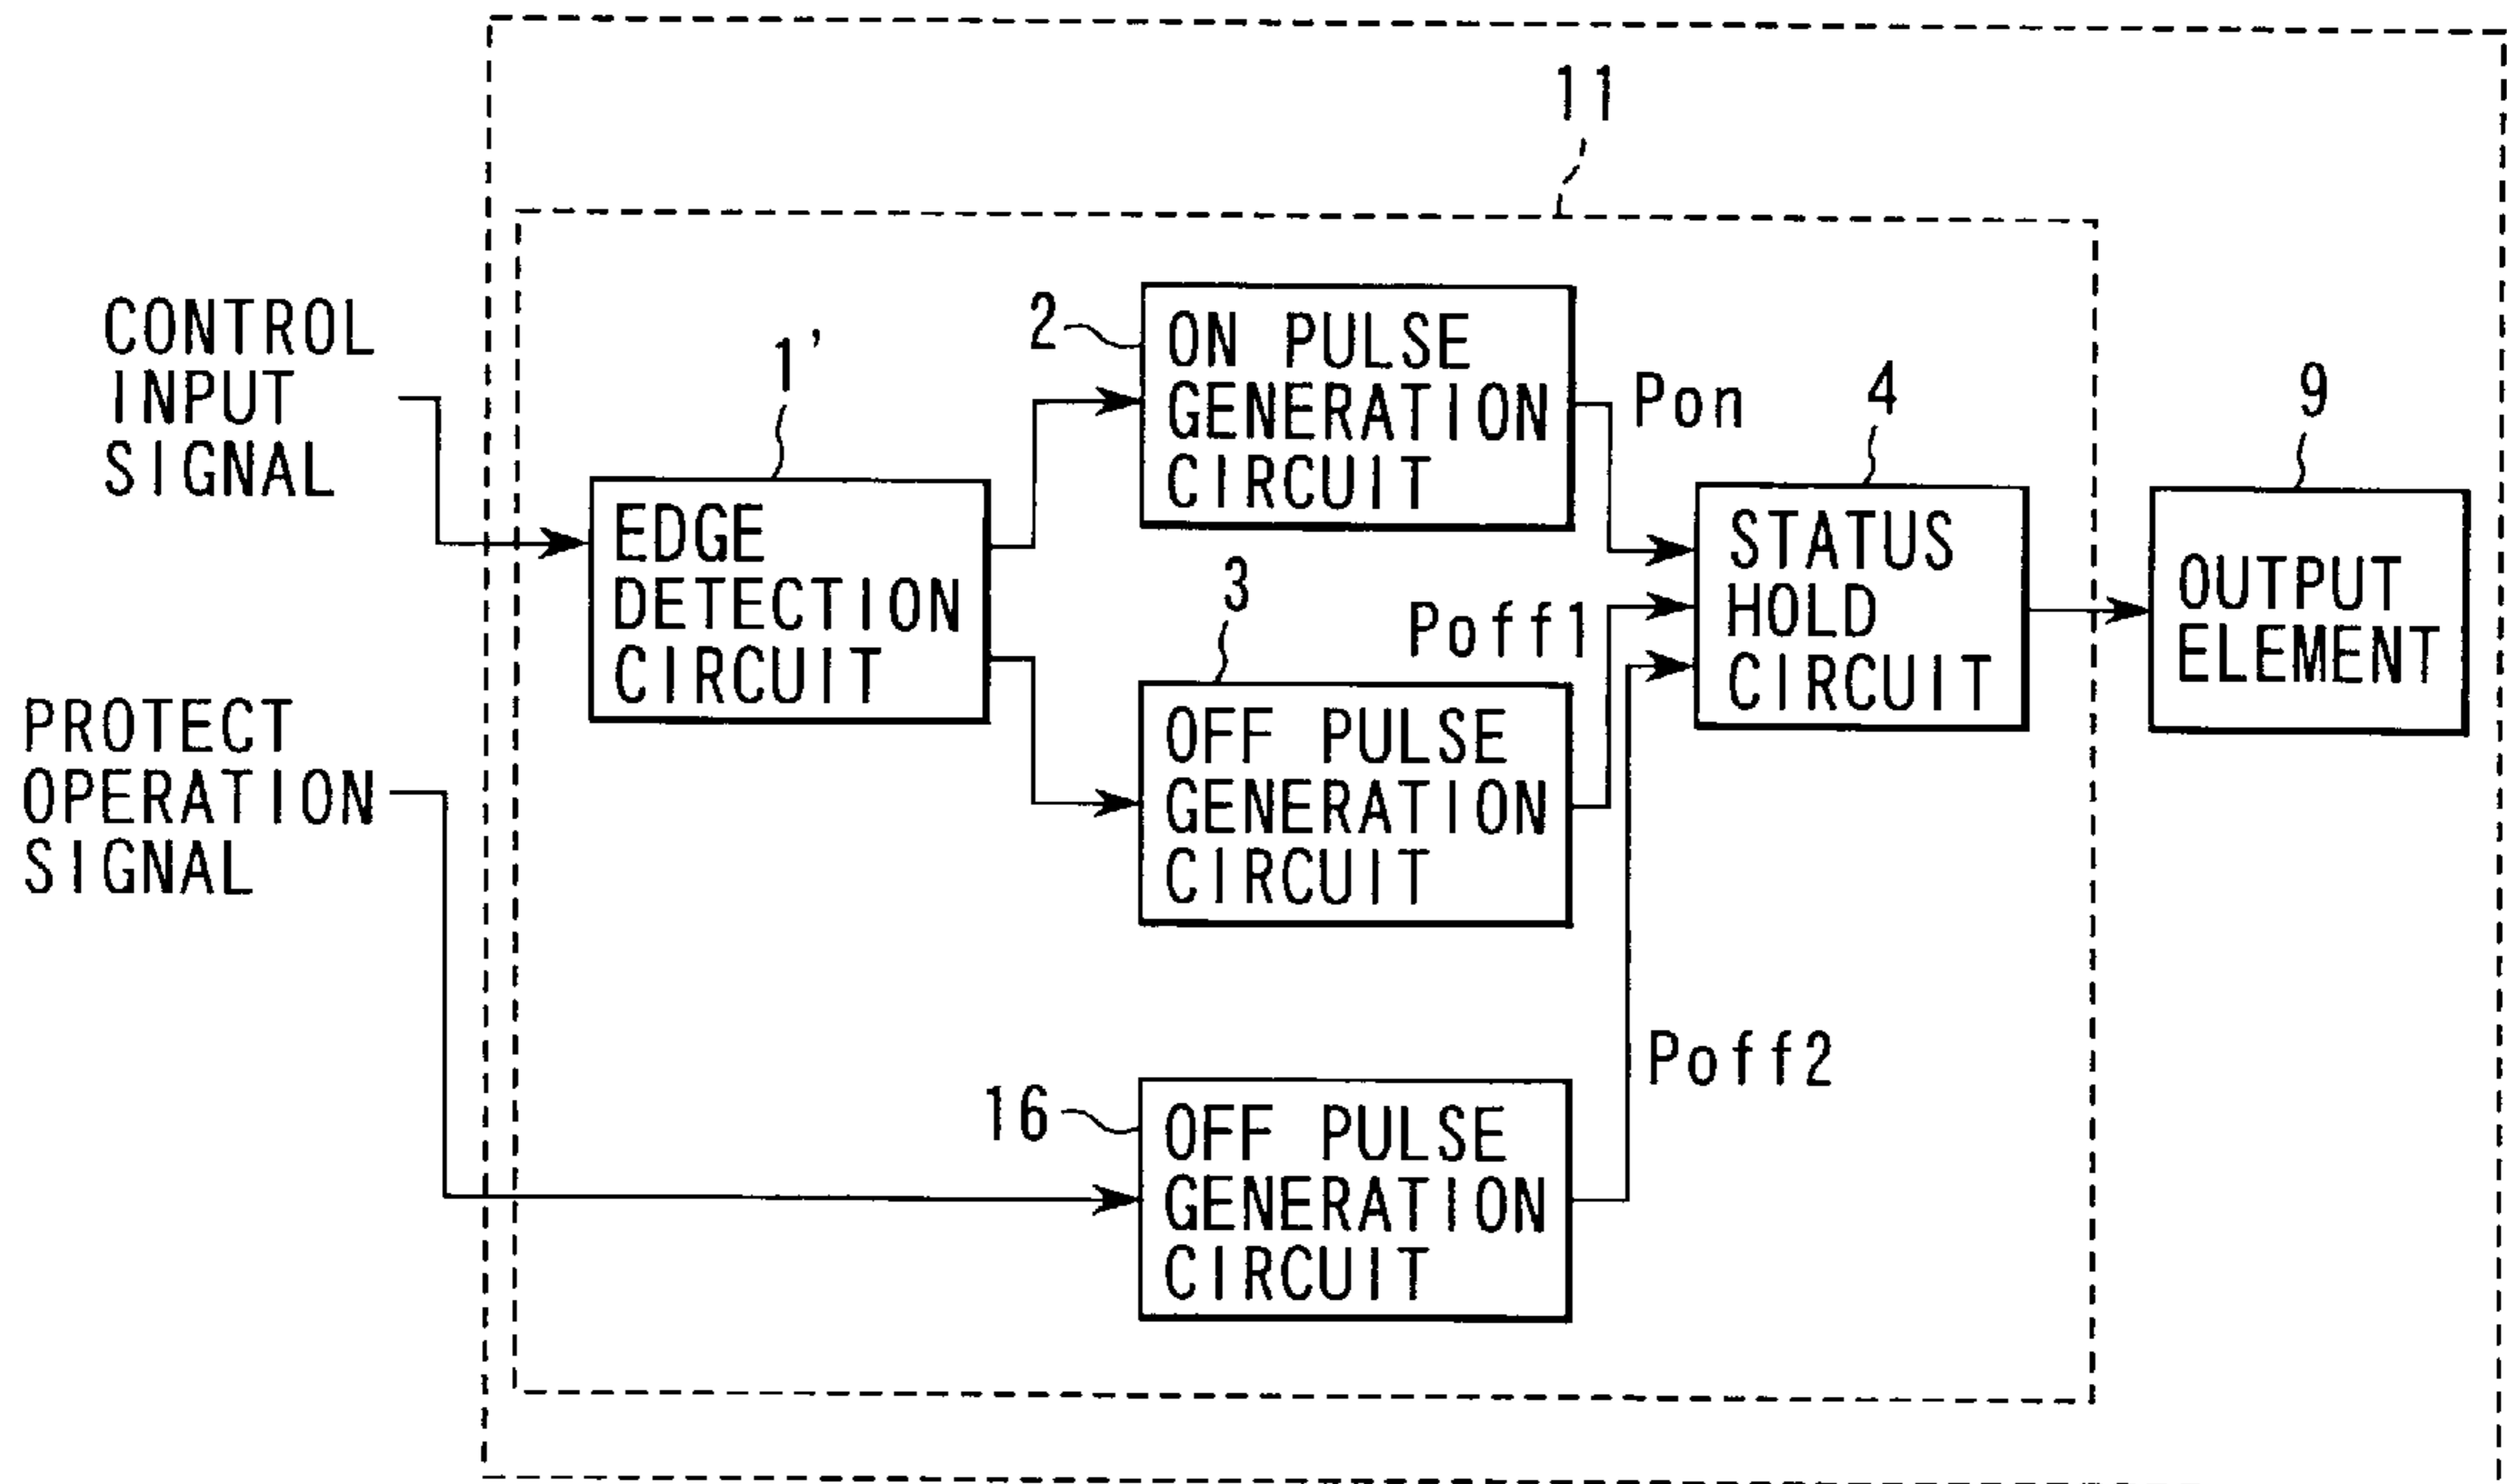 11
CONTROL
INPUT
SIGNAL
1'
EDGE
DETECTION
CIRCUIT
2
ON PULSE
GENERATION
CIRCUIT
Pon
3
OFF PULSE
GENERATION
CIRCUIT
Poff1
4
STATUS
HOLD
CIRCUIT
9
OUTPUT
ELEMENT
PROTECT
OPERATION
SIGNAL
16
OFF PULSE
GENERATION
CIRCUIT
Poff2